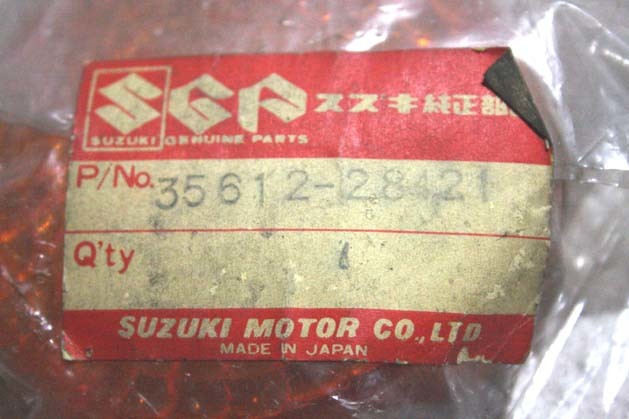 SGP スズキ純正部
SUZUKI GENUINE PARTS
P/No. 35612-28421
Q'ty 1
SUZUKI MOTOR CO., LTD
MADE IN JAPAN